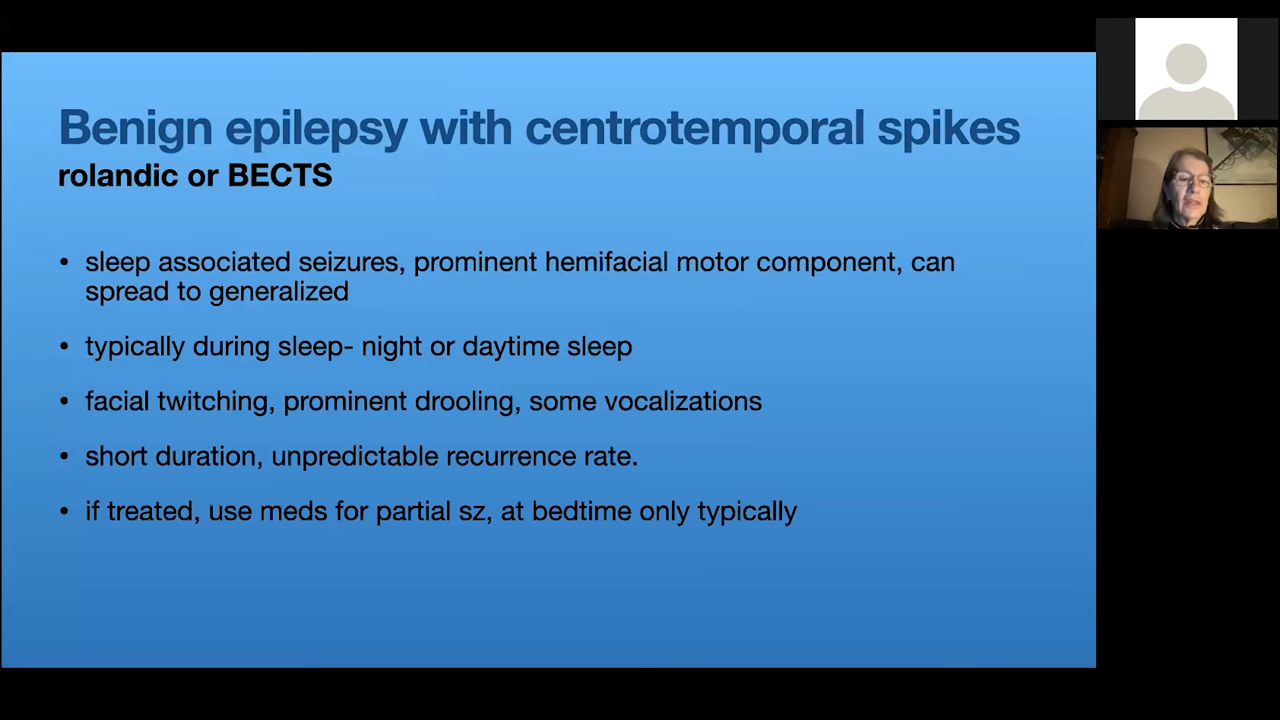 Benign epilepsy with centrotemporal spikes
rolandic or BECTS
• sleep associated seizures, prominent hemifacial motor component, can
spread to generalized
• typically during sleep- night or daytime sleep
• facial twitching, prominent drooling, some vocalizations
• short duration, unpredictable recurrence rate.
• if treated, use meds for partial sz, at bedtime only typically